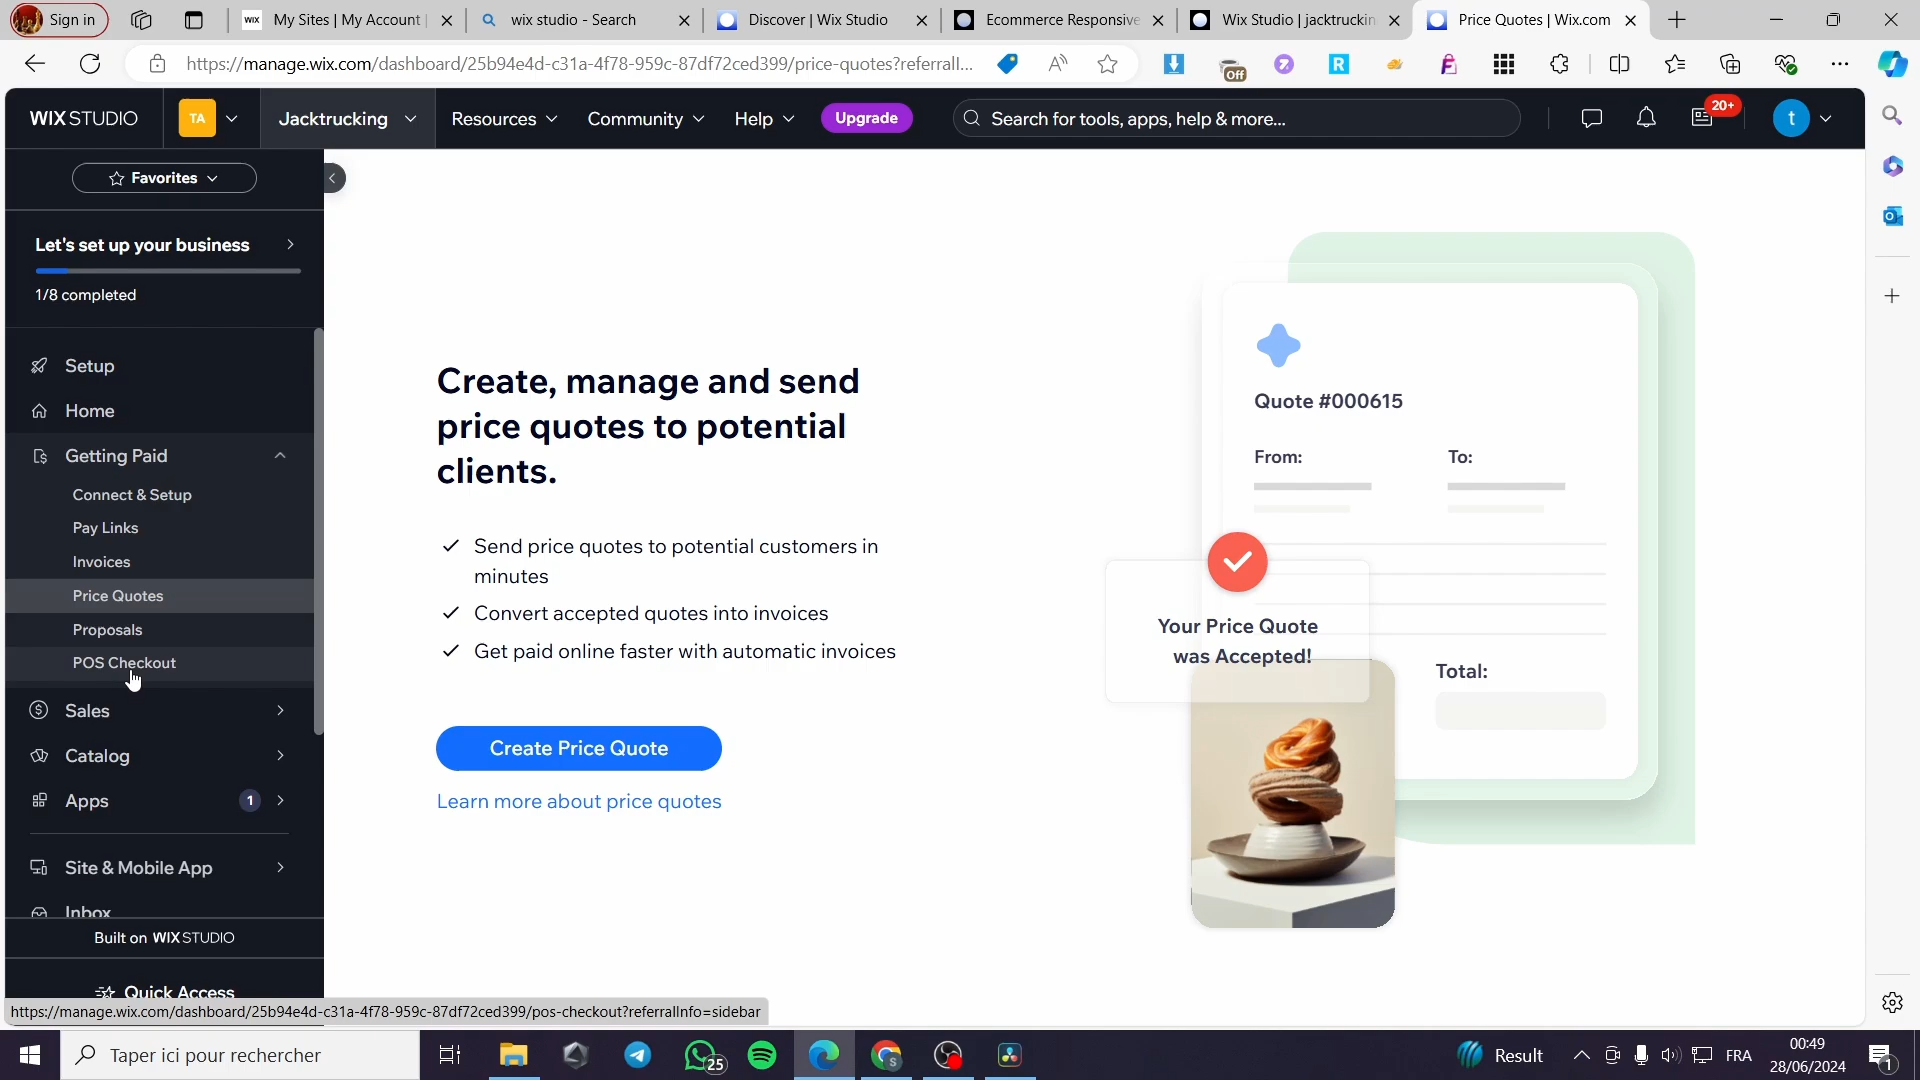 Sign in
My Sites | My Account
wix studio - Search
Discover | Wix Studio
Ecommerce Responsive
Wix Studio | jacktruckin
Price Quotes | Wix.com
https://manage.wix.com/dashboard/25b94e4d-c31a-4f78-959c-87df72ced399/price-quotes?referrall...
Off
WIX STUDIO
TA
Jacktrucking
Resources
Community
Help
Upgrade
Search for tools, apps, help & more...
20+
t
Favorites
Let's set up your business
1/8 completed
Setup
Home
Getting Paid
Connect & Setup
Pay Links
Invoices
Price Quotes
Proposals
POS Checkout
Sales
Catalog
Apps
1
Site & Mobile App
Inbox
Built on WIX STUDIO
Quick Access
Create, manage and send
price quotes to potential
clients.
Send price quotes to potential customers in
minutes
Convert accepted quotes into invoices
Get paid online faster with automatic invoices
Create Price Quote
Learn more about price quotes
Quote #000615
From:
To:
Your Price Quote
was Accepted!
Total:
https://manage.wix.com/dashboard/25b94e4d-c31a-4f78-959c-87df72ced399/pos-checkout?referralInfo=sidebar
Taper ici pour rechercher
25
Result
FRA
00:49
28/06/2024
1